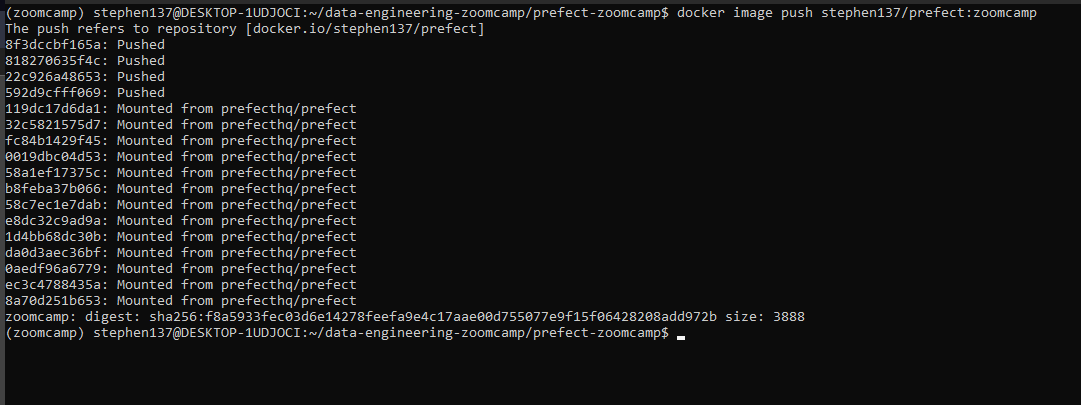 (zoomcamp) stephen137@DESKTOP-1UDJOCI:~/data-engineering-zoomcamp/prefect-zoomcamp$ docker image push stephen137/prefect:zoomcamp
The push refers to repository [docker.io/stephen137/prefect]
8f3dccbf165a: Pushed
818270635f4c: Pushed
22c926a48653: Pushed
592d9cfff069: Pushed
119dc17d6da1: Mounted from prefecthq/prefect
32c5821575d7: Mounted from prefecthq/prefect
fc84b1429f45: Mounted from prefecthq/prefect
0019dbc04d53: Mounted from prefecthq/prefect
58a1ef17375c: Mounted from prefecthq/prefect
b8feba37b066: Mounted from prefecthq/prefect
58c7ec1e7dab: Mounted from prefecthq/prefect
e8dc32c9ad9a: Mounted from prefecthq/prefect
1d4bb68dc30b: Mounted from prefecthq/prefect
da0d3aec36bf: Mounted from prefecthq/prefect
0aedf96a6779: Mounted from prefecthq/prefect
ec3c4788435a: Mounted from prefecthq/prefect
8a70d251b653: Mounted from prefecthq/prefect
zoomcamp: digest: sha256:f8a5933fec03d6e14278feefa9e4c17aae00d755077e9f15f06428208add972b size: 3888
(zoomcamp) stephen137@DESKTOP-1UDJOCI:~/data-engineering-zoomcamp/prefect-zoomcamp$